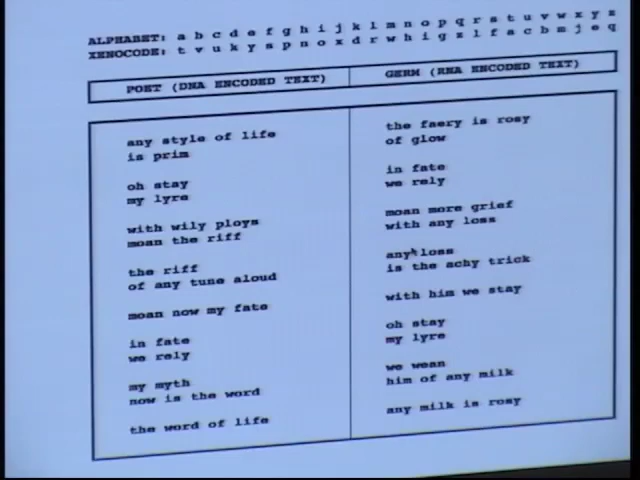 ALPHABET: a b c d e f g h i j k l m n o p q r s t u v w x y z
XENOCODE: t v u k y s p n o x d r w h i g z l f a c b m j e q
POET (DNA ENCODED TEXT)
GERM (RNA ENCODED TEXT)
any style of life
is prim
oh stay
my lyre
with wily ploys
moan the riff
the riff
of any tune aloud
moan now my fate
in fate
we rely
my myth
now is the word
the word of life
the faery is rosy
of glow
in fate
we rely
moan more grief
with any loss
any loss
is the achy trick
with him we stay
oh stay
my lyre
we wean
him of any milk
any milk is rosy